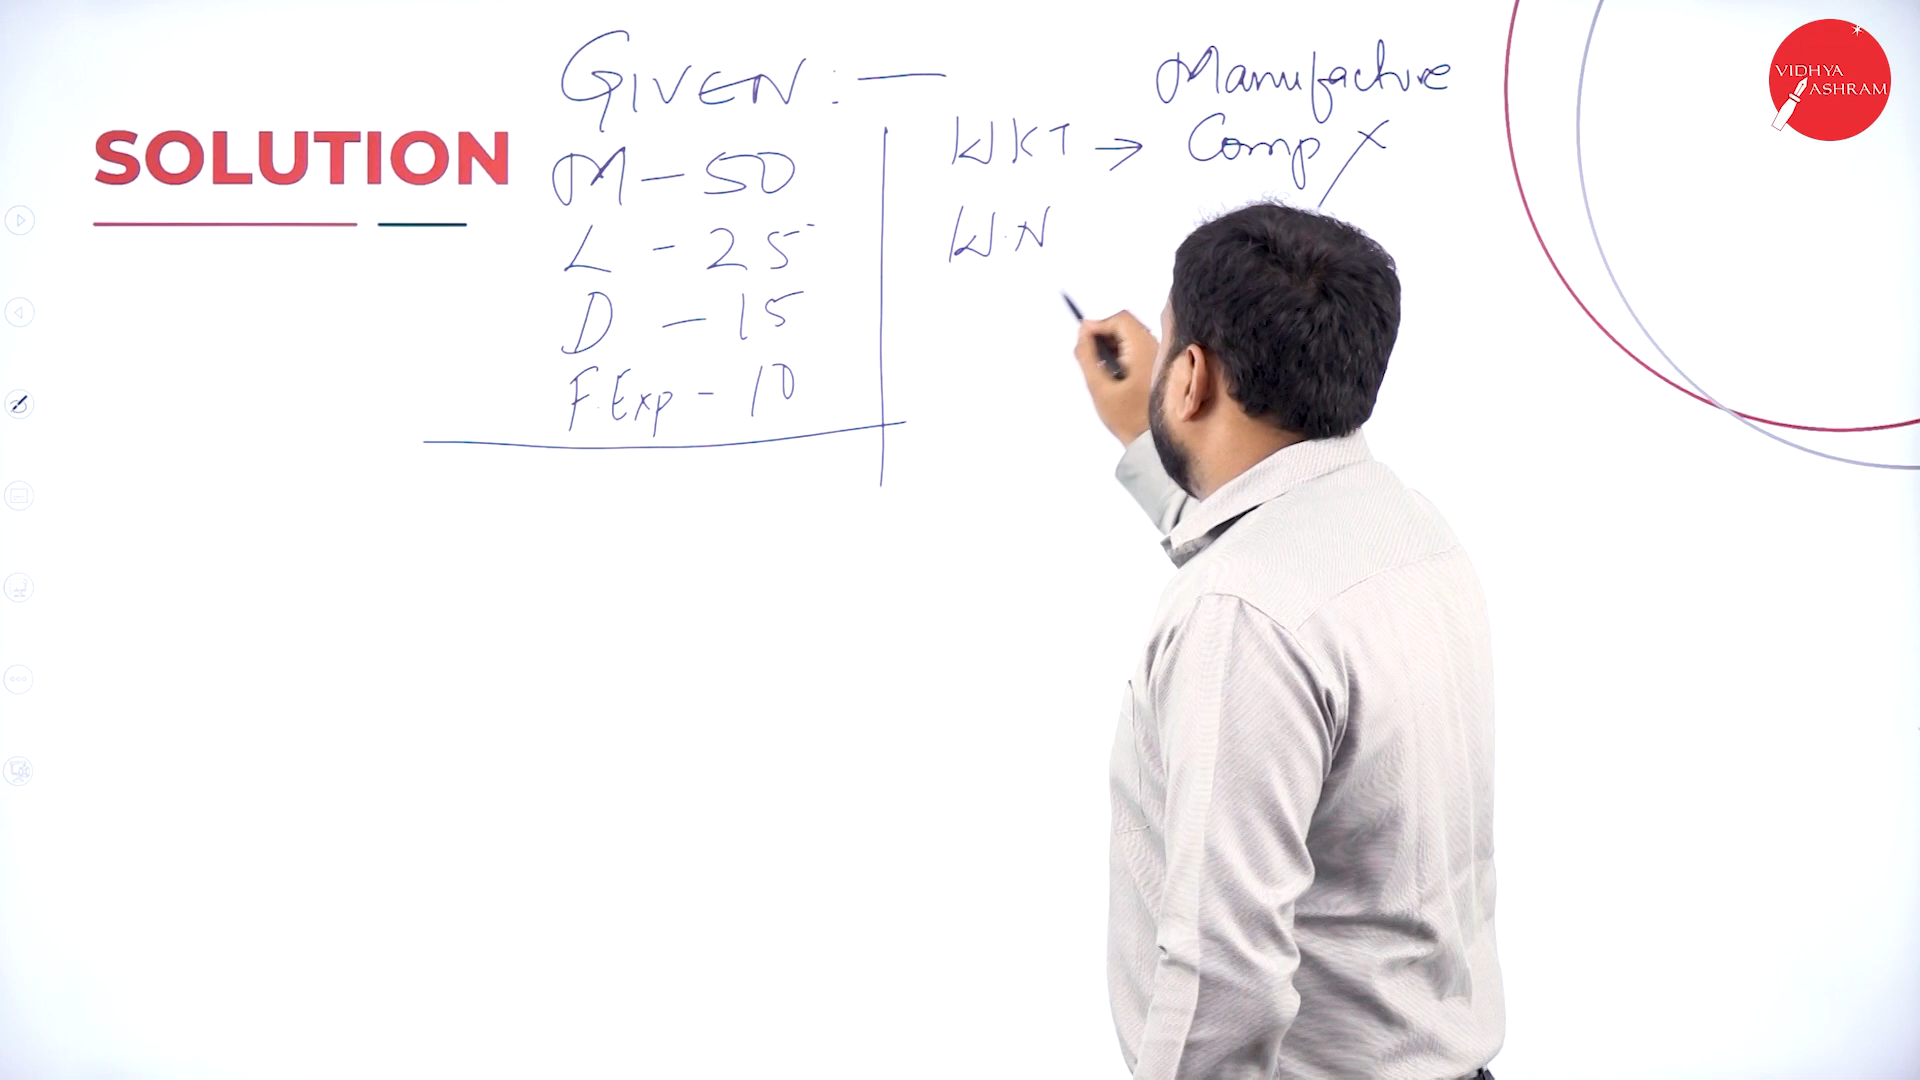 GIVEN : —
SOLUTION
M - 50
L - 25
D - 15
F. Exp - 10
Manufacture
WKT → Comp X
W.N
VIDHYA
ASHRAM